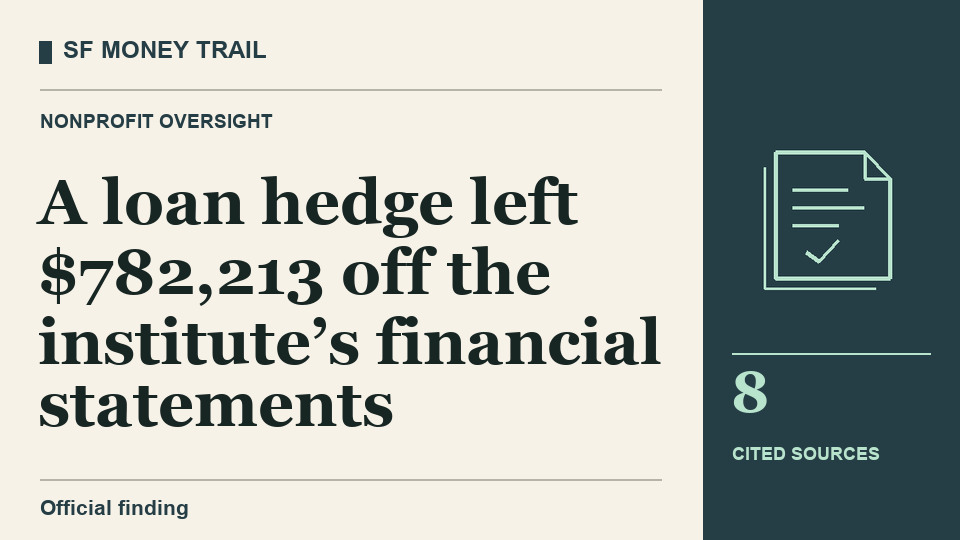 SF MONEY TRAIL
NONPROFIT OVERSIGHT
A loan hedge left
$782,213 off the
institute’s financial
statements
Official finding
8
CITED SOURCES